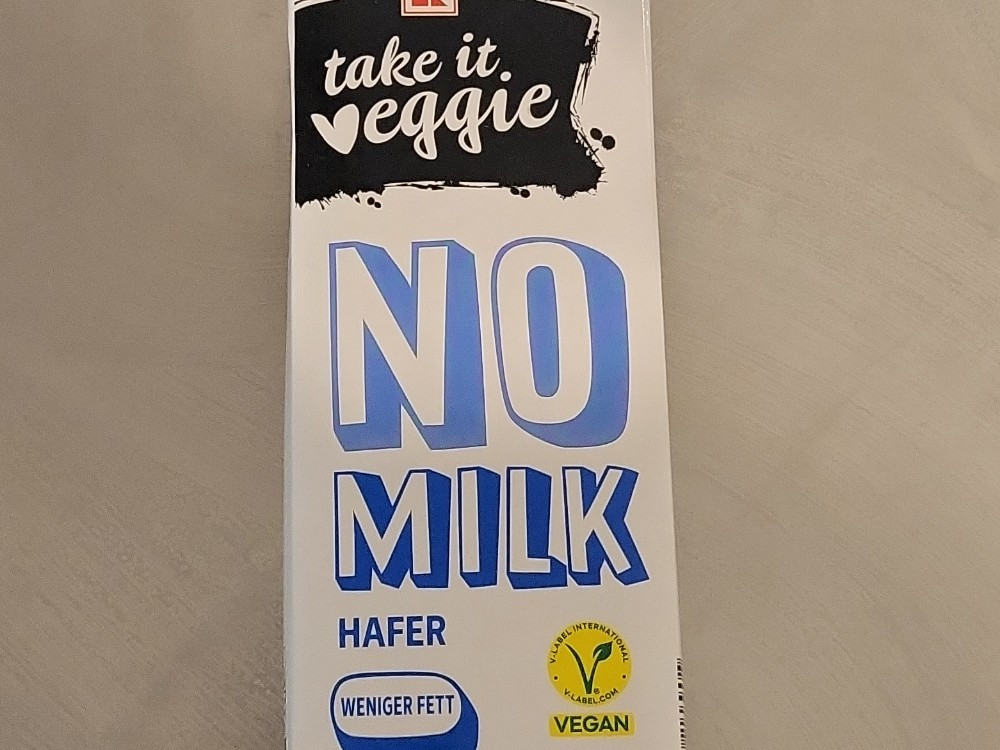 take it
veggie
NO
MILK
HAFER
WENIGER FETT
V-LABEL INTERNATIONAL
V-LABEL.COM
®
VEGAN